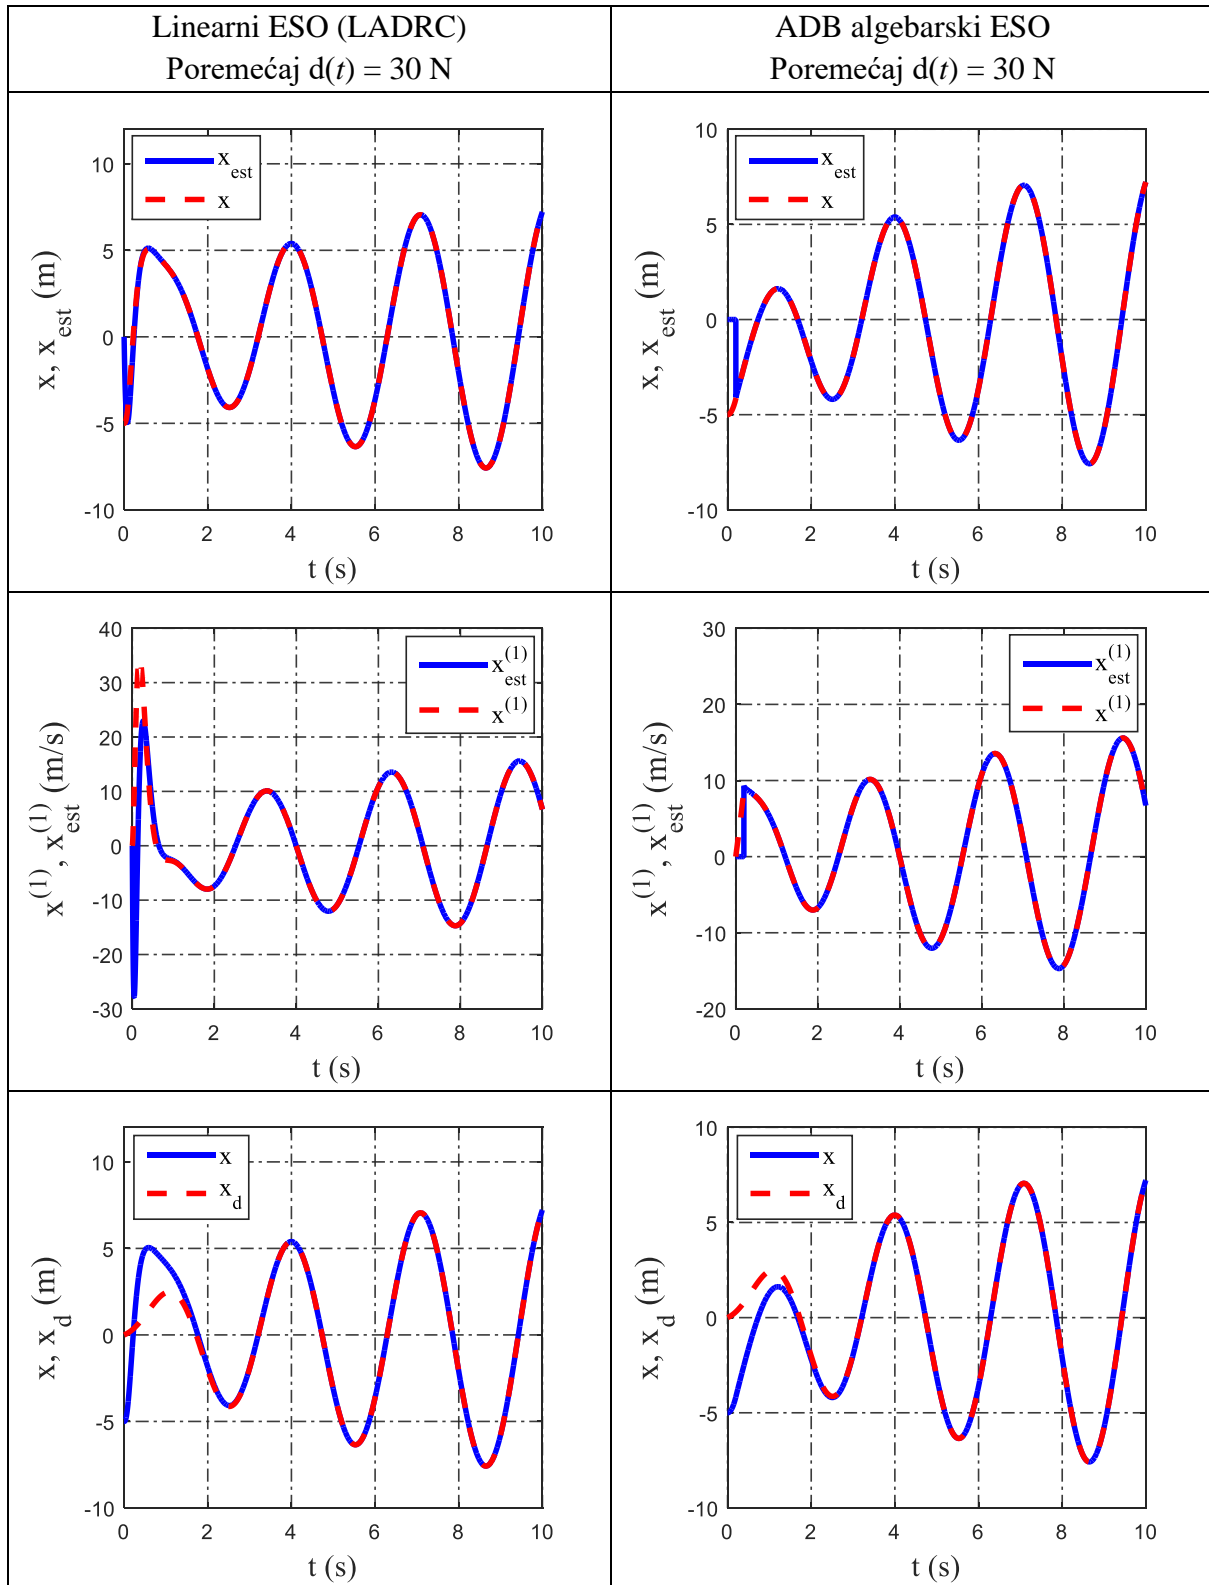 Linearni ESO (LADRC)
Poremećaj d(t) = 30 N
ADB algebarski ESO
Poremećaj d(t) = 30 N
x_est
x
10
5
0
-5
-10
x, x_est (m)
0 2 4 6 8 10
t (s)
x_est
x
10
5
0
-5
-10
x, x_est (m)
0 2 4 6 8 10
t (s)
x_est^(1)
x^(1)
40
30
20
10
0
-10
-20
-30
x^(1), x_est^(1) (m/s)
0 2 4 6 8 10
t (s)
x_est^(1)
x^(1)
30
20
10
0
-10
-20
x^(1), x_est^(1) (m/s)
0 2 4 6 8 10
t (s)
x
x_d
10
5
0
-5
-10
x, x_d (m)
0 2 4 6 8 10
t (s)
x
x_d
10
5
0
-5
-10
x, x_d (m)
0 2 4 6 8 10
t (s)